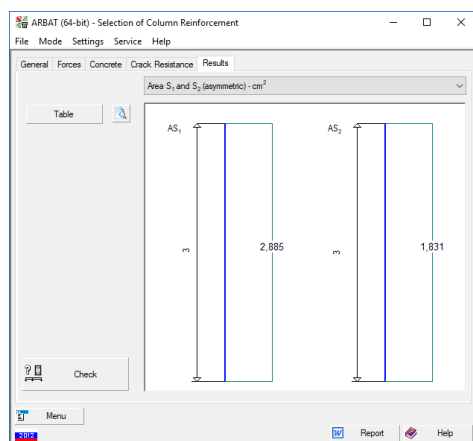 ARBAT (64-bit) - Selection of Column Reinforcement
File Mode Settings Service Help
General Forces Concrete Crack Resistance Results
Area S₁ and S₂ (asymmetric) - cm²
Table
AS₁ AS₂
3 2,885 3 1,831
Check
Menu
2012 Report Help